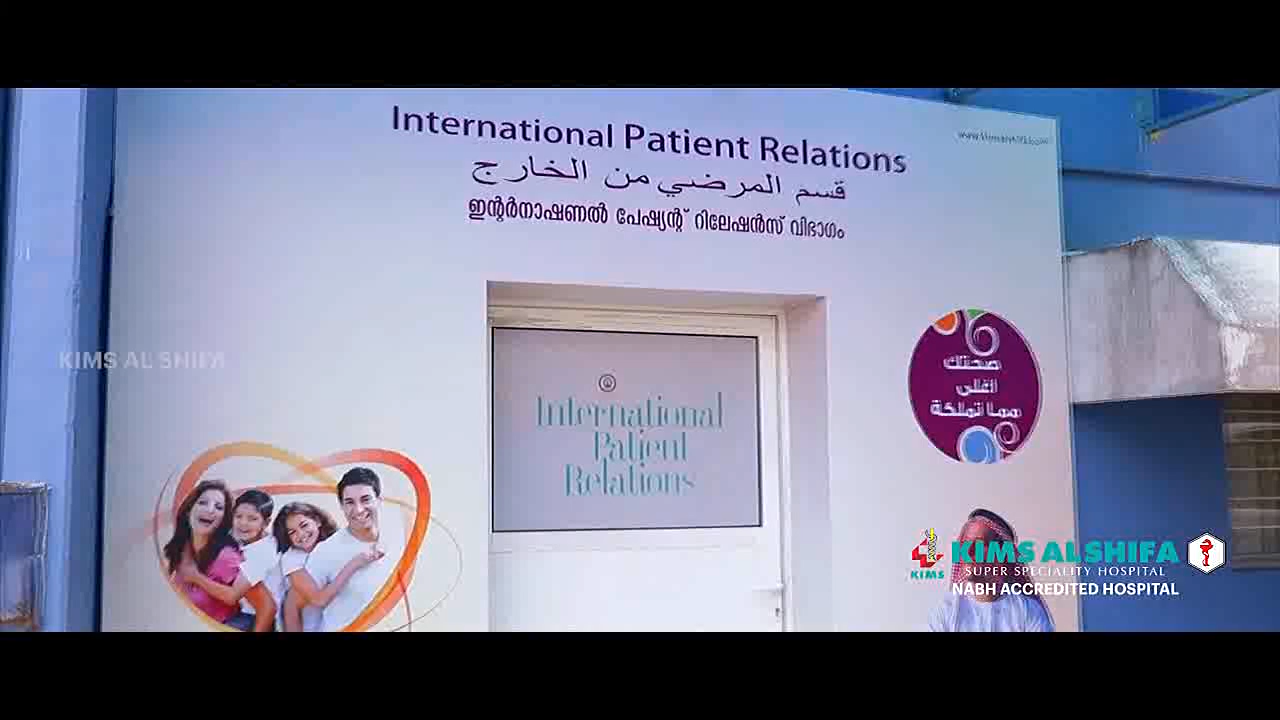 International Patient Relations
قسم المرضي من الخارج
ഇന്റർനാഷണൽ പേഷ്യന്റ് റിലേഷൻസ് വിഭാഗം
KIMS AL SHIFA
صحتك
اغلى
مما تملكة
International
Patient
Relations
KIMS
KIMS ALSHIFA
SUPER SPECIALITY HOSPITAL
NABH ACCREDITED HOSPITAL